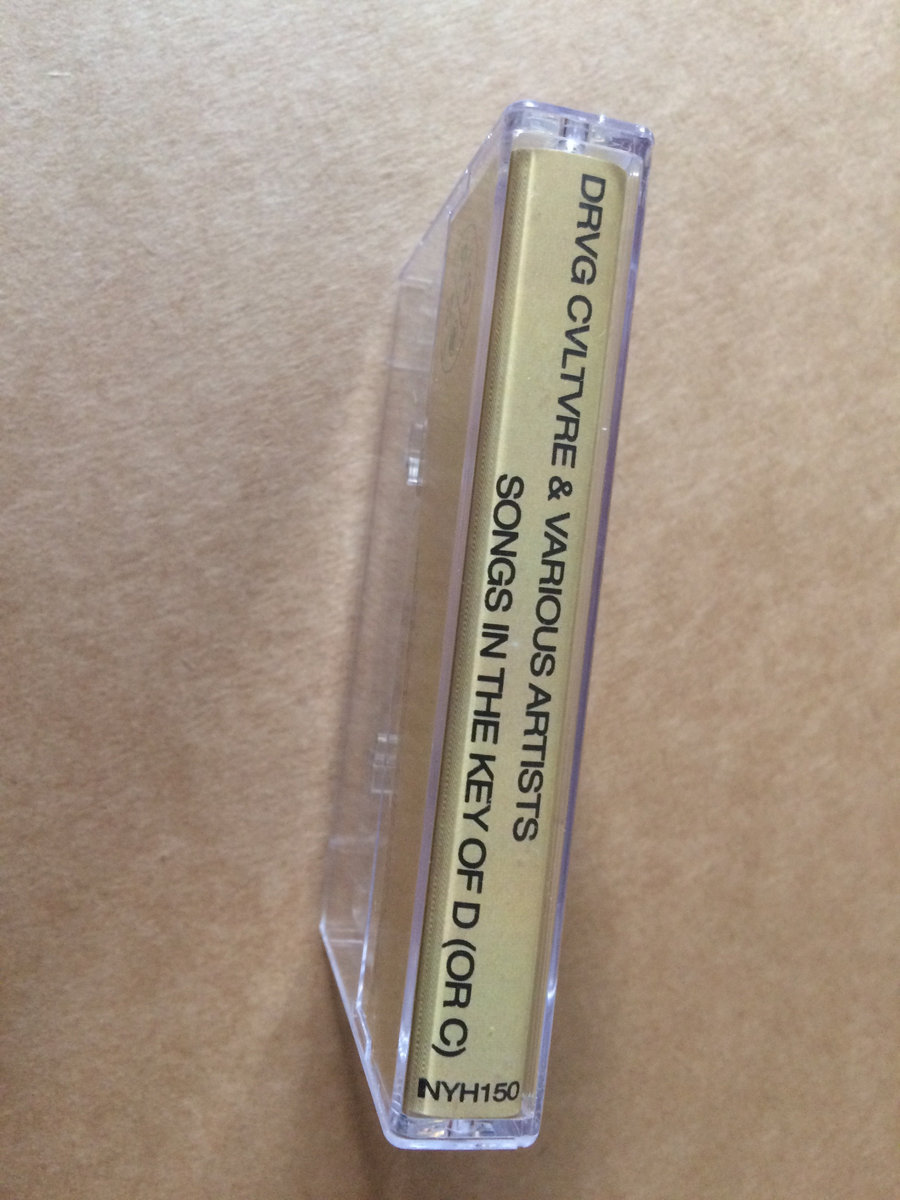 DRVG CVLTVRE & VARIOUS ARTISTS
SONGS IN THE KEY OF D (OR C)
NYH150